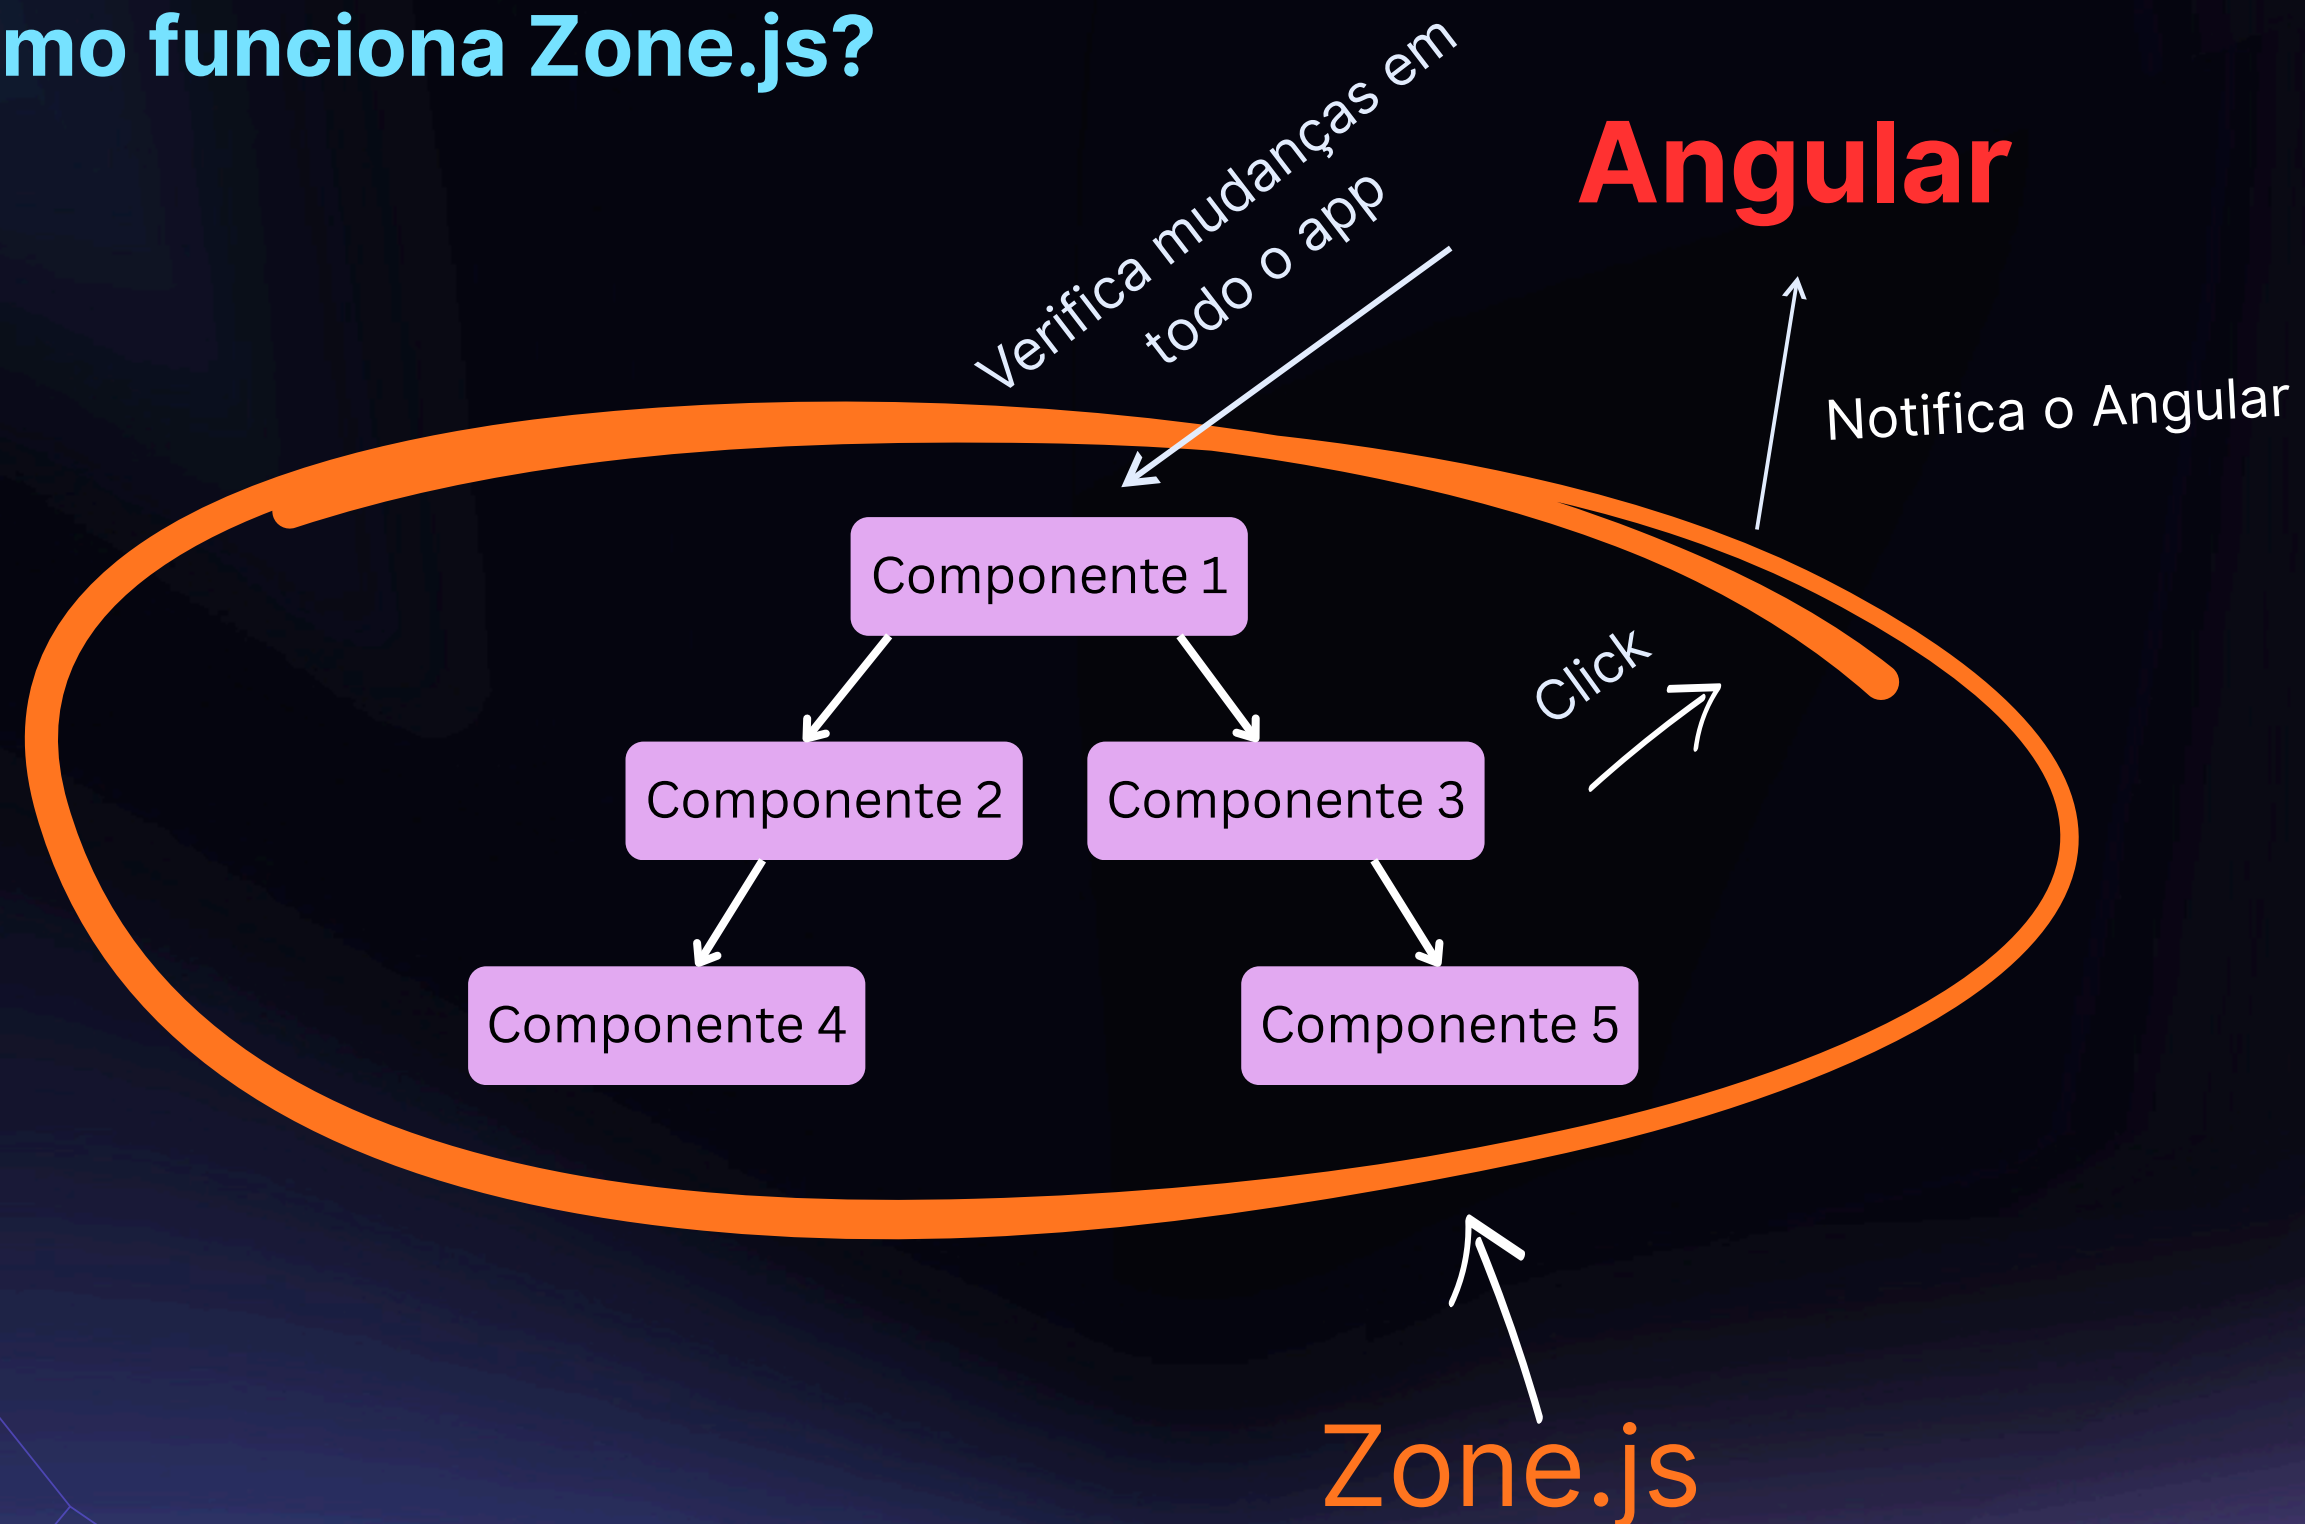 mo funciona Zone.js?
Verifica mudanças em
todo o app
Angular
Notifica o Angular
Componente 1
Click
Componente 2
Componente 3
Componente 4
Componente 5
Zone.js